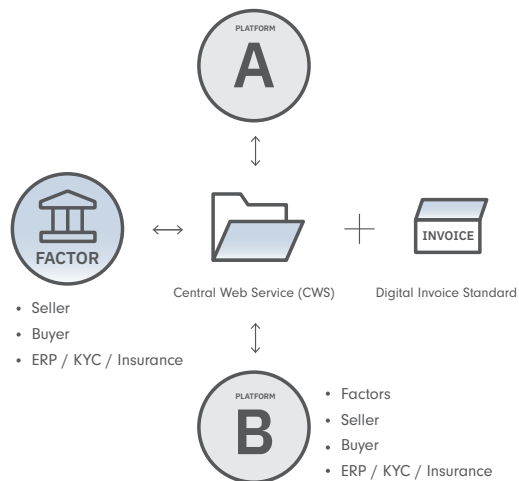 PLATFORM
A
FACTOR
INVOICE
Central Web Service (CWS)
Digital Invoice Standard
• Seller
• Buyer
• ERP / KYC / Insurance
PLATFORM
B
• Factors
• Seller
• Buyer
• ERP / KYC / Insurance